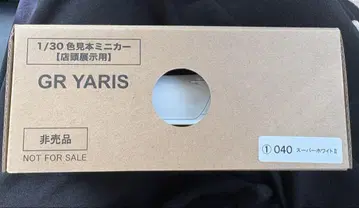 1/30 色見本ミニカー
【店頭展示用】
GR YARIS
非売品
NOT FOR SALE
① 040 スーパーホワイトⅡ